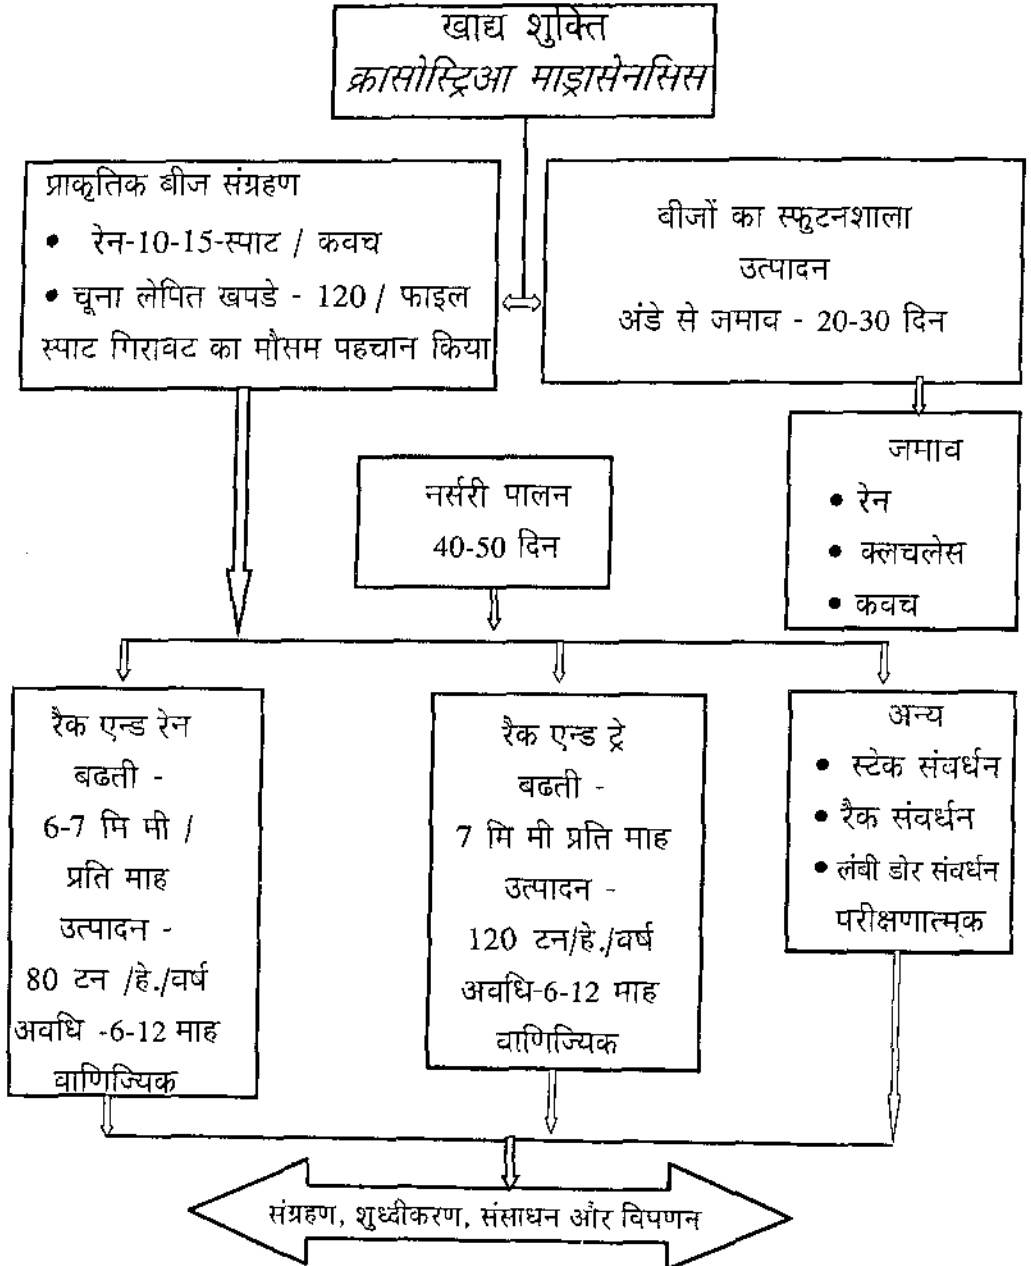 खाद्य शुक्ति
क्रासोस्ट्रिआ माड्रासेनसिस
प्राकृतिक बीज संग्रहण
• रेन-10-15-स्पाट / कवच
• चूना लेपित खपडे - 120 / फाइल
स्पाट गिरावट का मौसम पहचान किया
बीजों का स्फुटनशाला
उत्पादन
अंडे से जमाव - 20-30 दिन
जमाव
• रेन
• क्लचलेस
• कवच
नर्सरी पालन
40-50 दिन
रैक एन्ड रेन
बढती -
6-7 मि मी /
प्रति माह
उत्पादन -
80 टन /हे./वर्ष
अवधि -6-12 माह
वाणिज्यिक
रैक एन्ड ट्रे
बढती -
7 मि मी प्रति माह
उत्पादन -
120 टन/हे./वर्ष
अवधि-6-12 माह
वाणिज्यिक
अन्य
• स्टेक संवर्धन
• रैक संवर्धन
• लंबी डोर संवर्धन
परीक्षणात्मक
संग्रहण, शुध्दीकरण, संसाधन और विपणन